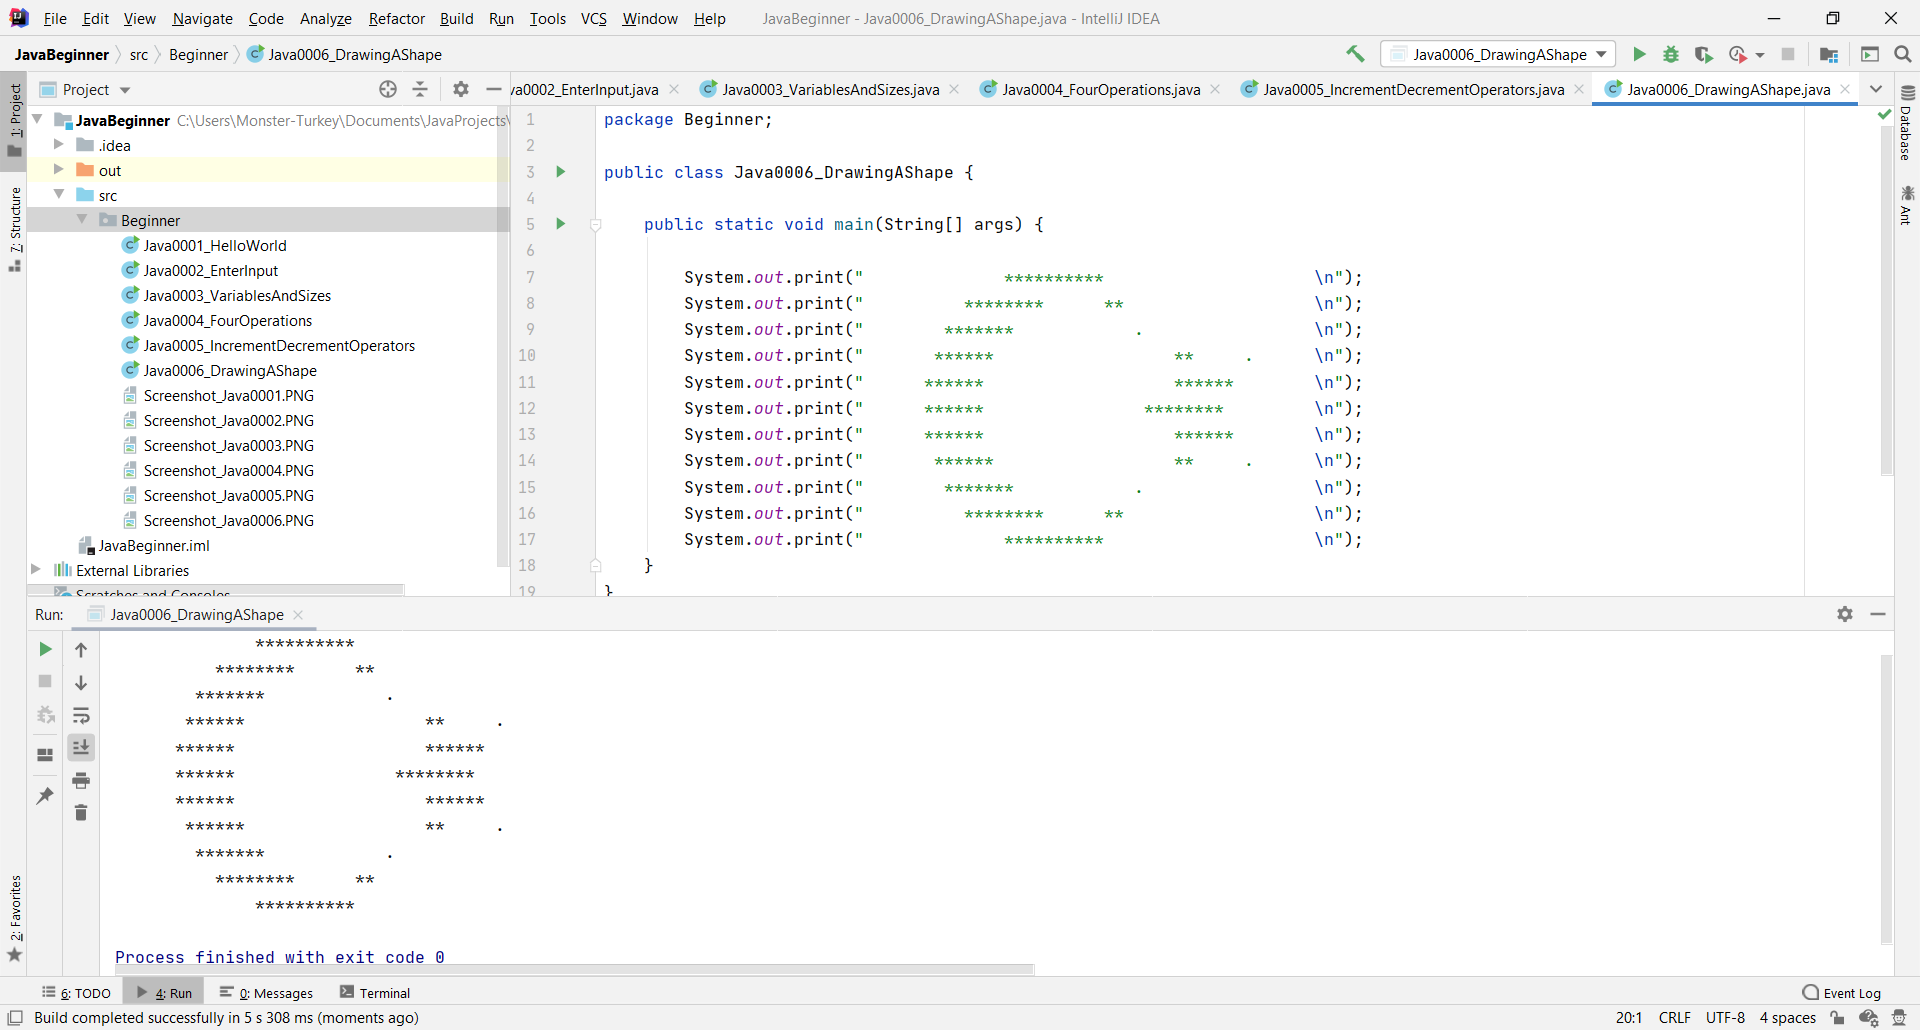 File Edit View Navigate Code Analyze Refactor Build Run Tools VCS Window Help JavaBeginner - Java0006_DrawingAShape.java - IntelliJ IDEA
JavaBeginner src Beginner Java0006_DrawingAShape Java0006_DrawingAShape
Project va0002_EnterInput.java Java0003_VariablesAndSizes.java Java0004_FourOperations.java Java0005_IncrementDecrementOperators.java Java0006_DrawingAShape.java
1: Project
7: Structure
2: Favorites
JavaBeginner C:\Users\Monster-Turkey\Documents\JavaProjects\
.idea
out
src
Beginner
Java0001_HelloWorld
Java0002_EnterInput
Java0003_VariablesAndSizes
Java0004_FourOperations
Java0005_IncrementDecrementOperators
Java0006_DrawingAShape
Screenshot_Java0001.PNG
Screenshot_Java0002.PNG
Screenshot_Java0003.PNG
Screenshot_Java0004.PNG
Screenshot_Java0005.PNG
Screenshot_Java0006.PNG
JavaBeginner.iml
External Libraries
Scratches and Consoles
1 package Beginner;
2
3 public class Java0006_DrawingAShape {
4
5     public static void main(String[] args) {
6
7         System.out.print("              **********                     \n");
8         System.out.print("          ********      **                   \n");
9         System.out.print("        *******            .                 \n");
10         System.out.print("       ******                  **     .      \n");
11         System.out.print("      ******                   ******        \n");
12         System.out.print("      ******                ********         \n");
13         System.out.print("      ******                   ******        \n");
14         System.out.print("       ******                  **     .      \n");
15         System.out.print("        *******            .                 \n");
16         System.out.print("          ********      **                   \n");
17         System.out.print("              **********                     \n");
18     }
19 }
Database
Ant
Run: Java0006_DrawingAShape
              **********
          ********      **
        *******            .
       ******                  **     .
      ******                   ******
      ******                ********
      ******                   ******
       ******                  **     .
        *******            .
          ********      **
              **********
Process finished with exit code 0
6: TODO 4: Run 0: Messages Terminal Event Log
Build completed successfully in 5 s 308 ms (moments ago) 20:1 CRLF UTF-8 4 spaces